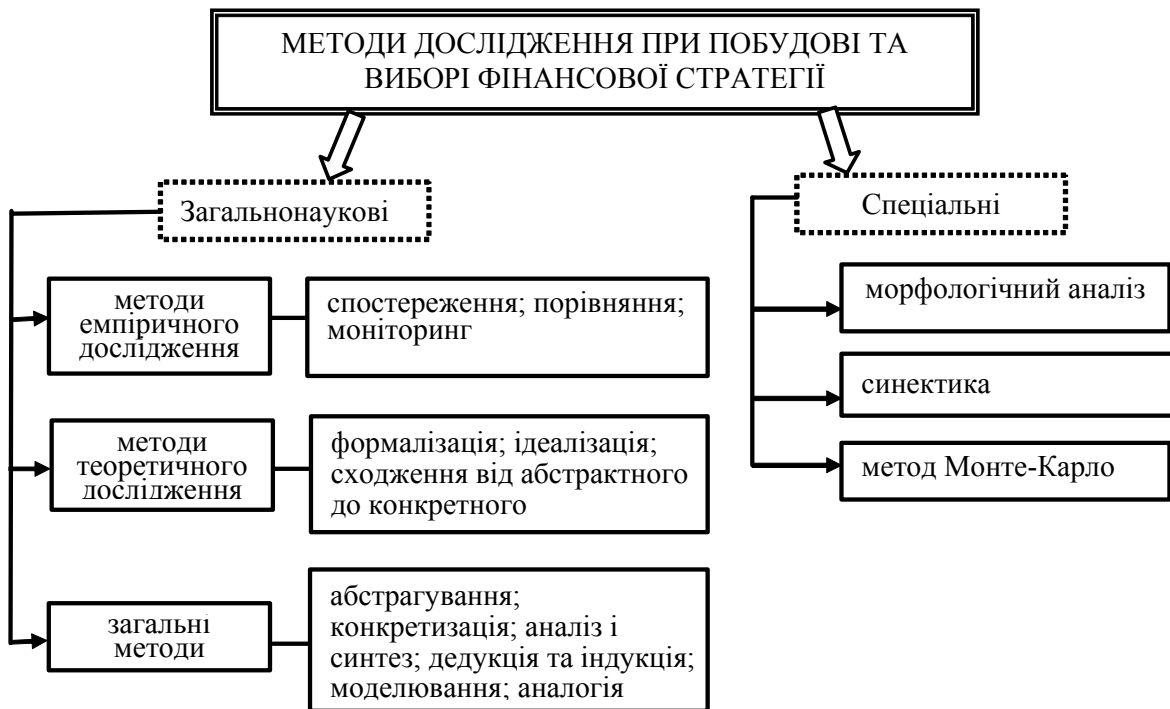 МЕТОДИ ДОСЛІДЖЕННЯ ПРИ ПОБУДОВІ ТА
ВИБОРІ ФІНАНСОВОЇ СТРАТЕГІЇ
Загальнонаукові
методи
емпіричного
дослідження
спостереження; порівняння;
моніторинг
методи
теоретичного
дослідження
формалізація; ідеалізація;
сходження від абстрактного
до конкретного
загальні
методи
абстрагування;
конкретизація; аналіз і
синтез; дедукція та індукція;
моделювання; аналогія
Спеціальні
морфологічний аналіз
синектика
метод Монте-Карло